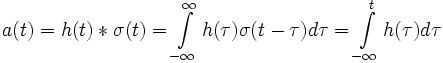 a(t) = h(t) * σ(t) = ∫_{-∞}^{∞} h(τ)σ(t − τ)dτ = ∫_{-∞}^{t} h(τ)dτ